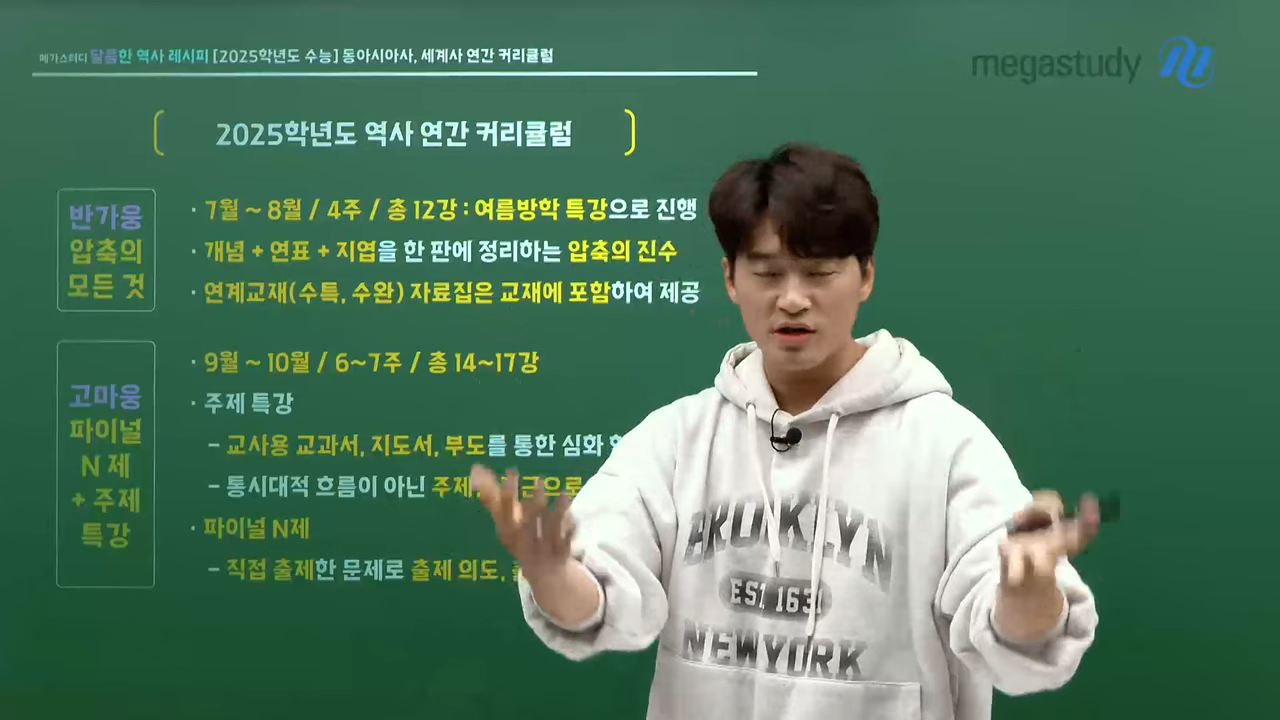 메가스터디 달콤한 역사 레시피 [2025학년도 수능] 동아시아사, 세계사 연간 커리큘럼
megastudy
2025학년도 역사 연간 커리큘럼
반가웅
압축의
모든 것
· 7월 ~ 8월 / 4주 / 총 12강 : 여름방학 특강으로 진행
· 개념 + 연표 + 지엽을 한 판에 정리하는 압축의 진수
· 연계교재(수특, 수완) 자료집은 교재에 포함하여 제공
고마웅
파이널
N 제
+ 주제
특강
· 9월 ~ 10월 / 6~7주 / 총 14~17강
· 주제 특강
- 교사용 교과서, 지도서, 부도를 통한 심화
- 통시대적 흐름이 아닌
· 파이널 N제
- 직접 출제한 문제로 출제 의도,
BROOKLYN
EST. 1631
NEWYORK